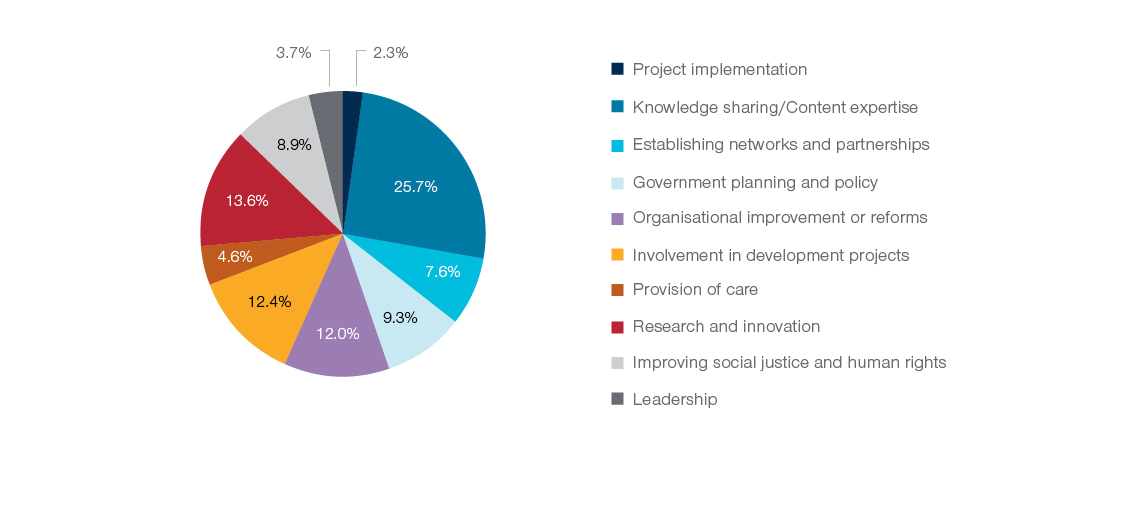 3.7%
2.3%
25.7%
7.6%
9.3%
12.0%
12.4%
4.6%
13.6%
8.9%
Project implementation
Knowledge sharing/Content expertise
Establishing networks and partnerships
Government planning and policy
Organisational improvement or reforms
Involvement in development projects
Provision of care
Research and innovation
Improving social justice and human rights
Leadership